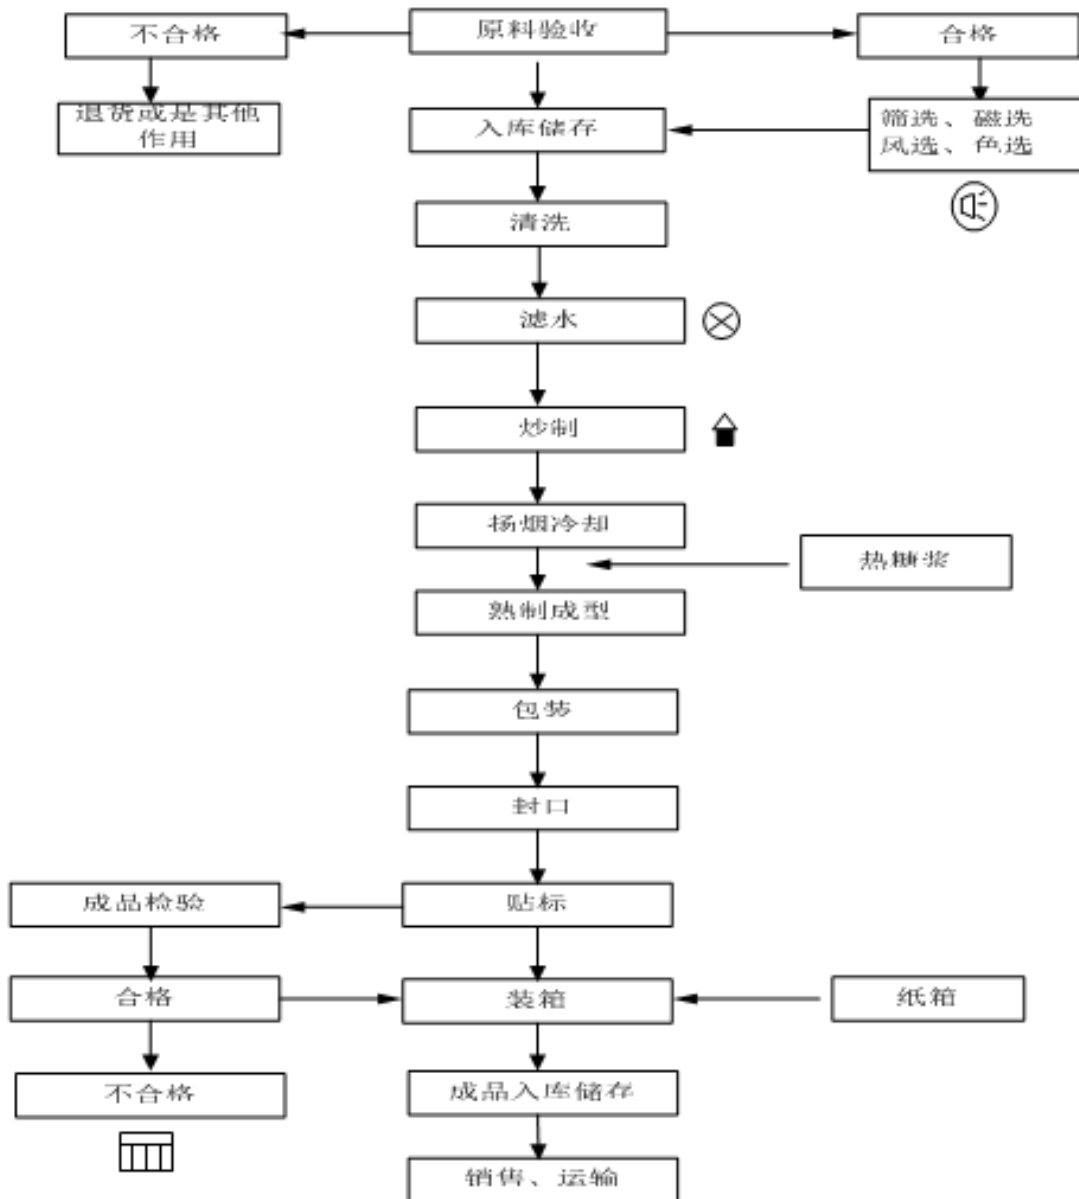 不合格
原料验收
合格
退货或是其他
作用
入库储存
筛选、磁选
风选、色选
清洗
滤水
炒制
扬烟冷却
热糖浆
熟制成型
包装
封口
成品检验
贴标
合格
装箱
纸箱
不合格
成品入库储存
销售、运输